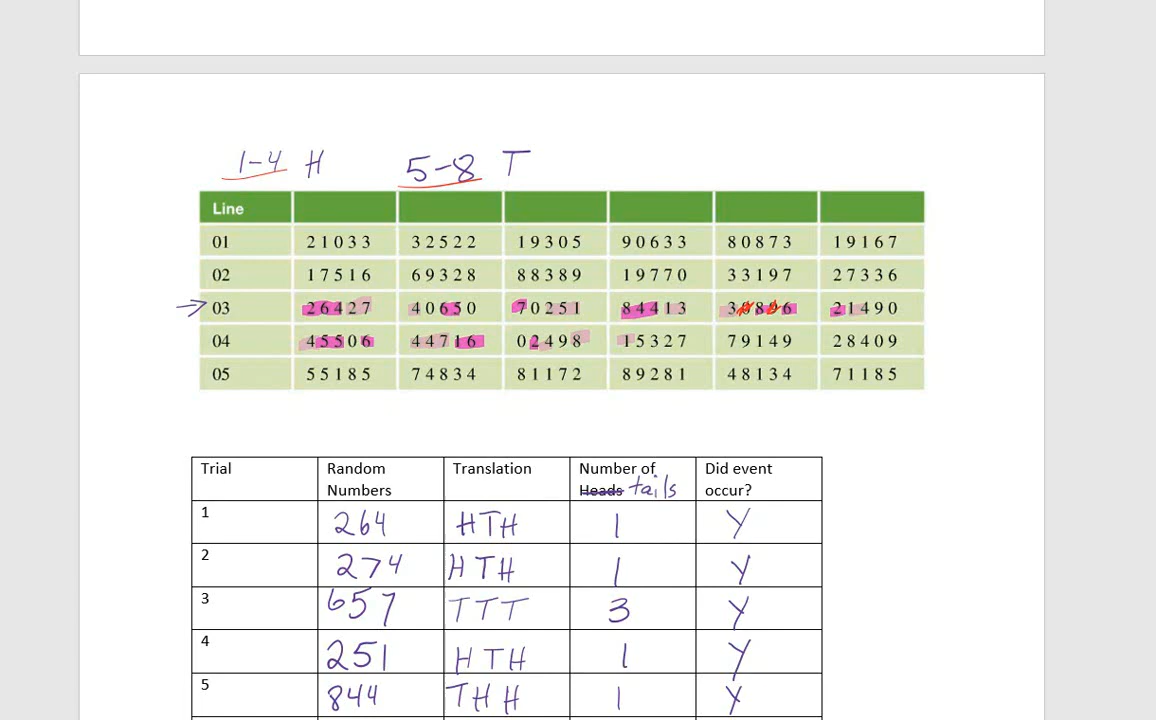 1-4 H 5-8 T
Line
01 21033 32522 19305 90633 80873 19167
02 17516 69328 88389 19770 33197 27336
03 26427 40650 70251 84413 30896 21490
04 45506 44716 02498 15327 79149 28409
05 55185 74834 81172 89281 48134 71185
Trial Random Numbers Translation Number of Heads tails Did event occur?
1 264 HTH 1 Y
2 274 HTH 1 Y
3 657 TTT 3 Y
4 251 HTH 1 Y
5 844 THH 1 Y